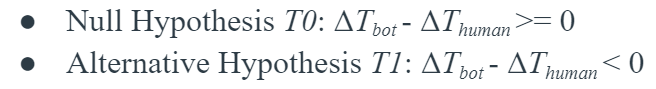 ● Null Hypothesis T0: ΔTbot - ΔThuman >= 0
● Alternative Hypothesis T1: ΔTbot - ΔThuman < 0